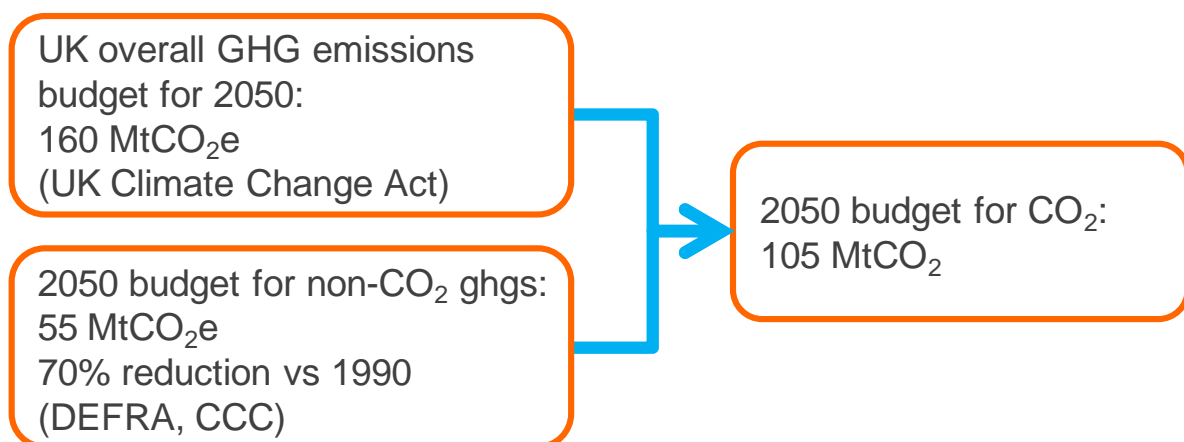 UK overall GHG emissions
budget for 2050:
160 MtCO₂e
(UK Climate Change Act)
2050 budget for non-CO₂ ghgs:
55 MtCO₂e
70% reduction vs 1990
(DEFRA, CCC)
2050 budget for CO₂:
105 MtCO₂